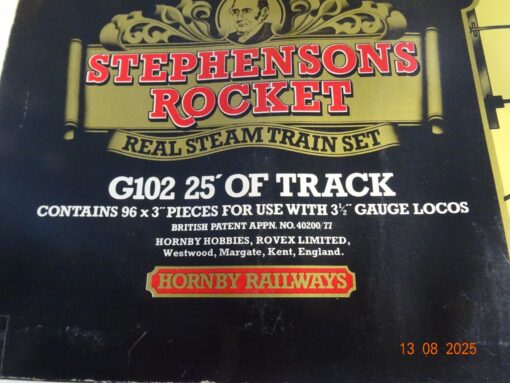 STEPHENSONS
ROCKET
REAL STEAM TRAIN SET
G102 25′ OF TRACK
CONTAINS 96 x 3″ PIECES FOR USE WITH 3½″ GAUGE LOCOS
BRITISH PATENT APPN. NO. 40200/77
HORNBY HOBBIES, ROVEX LIMITED,
Westwood, Margate, Kent, England.
HORNBY RAILWAYS
13 08 2025